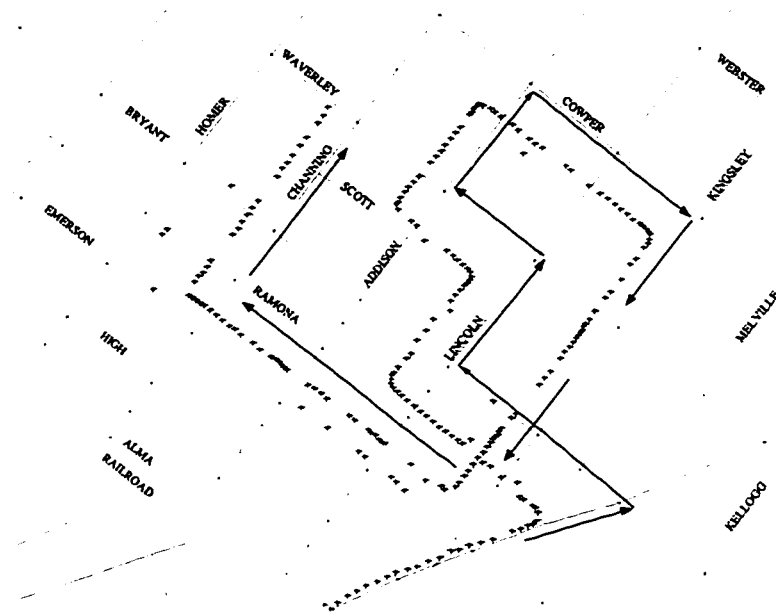 WAVERLEY
WEBSTER
COWPER
HOMER
BRYANT
CHANNING
KINGSLEY
SCOTT
EMERSON
ADDISON
RAMONA
MELVILLE
HIGH
LINCOLN
ALMA
RAILROAD
KELLOGG